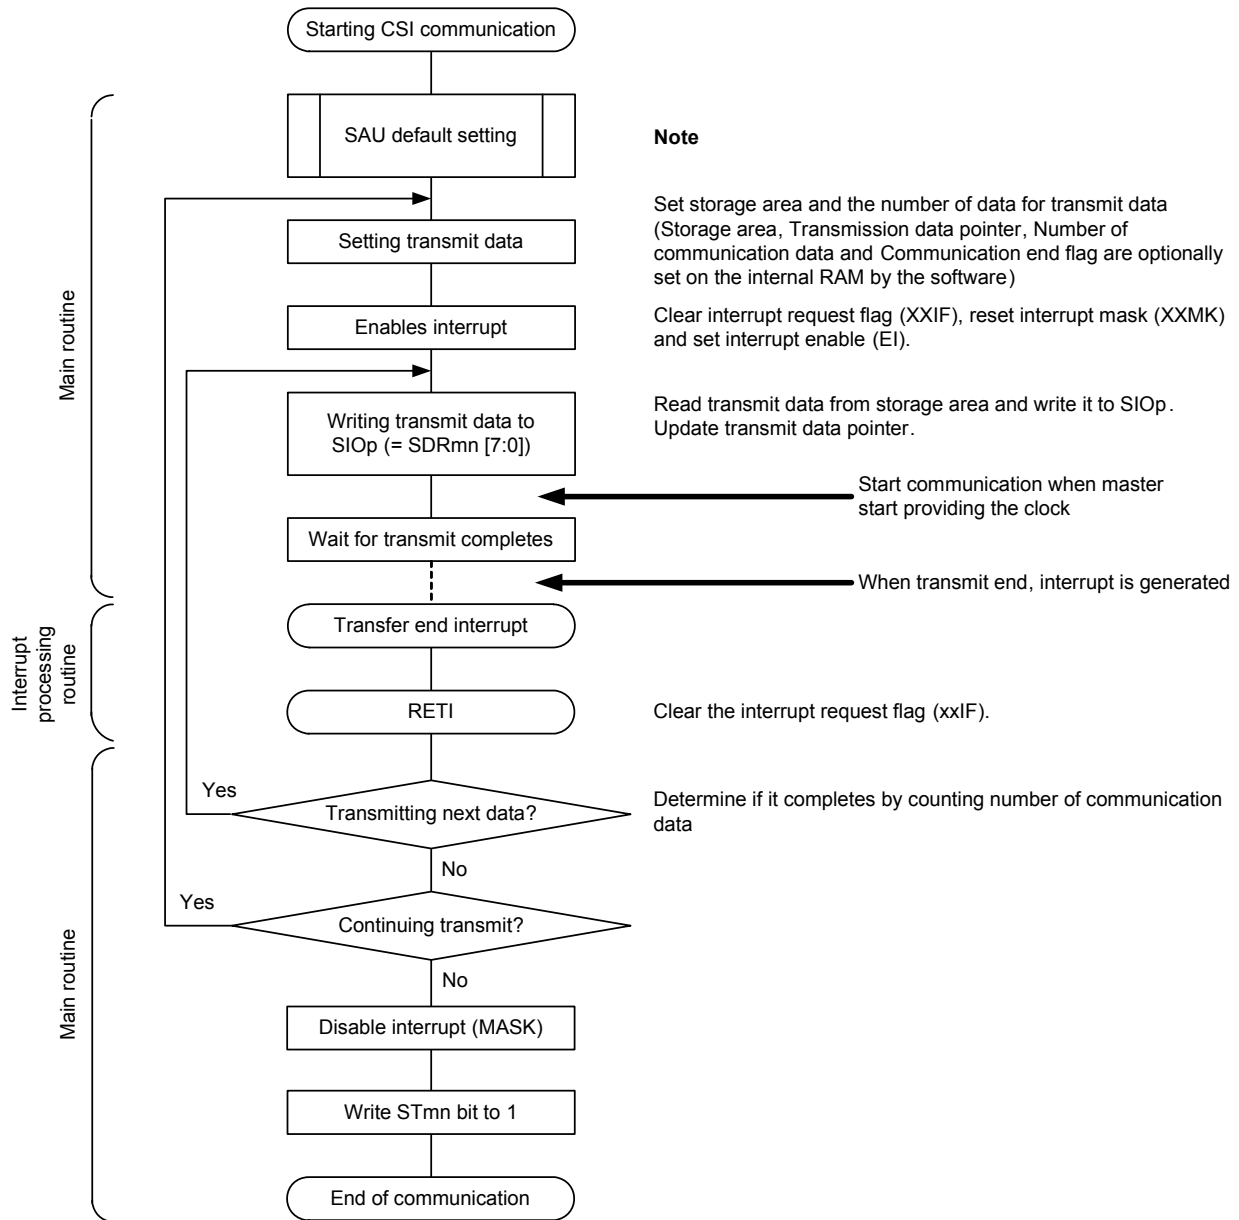 Starting CSI communication
SAU default setting
Note
Set storage area and the number of data for transmit data
(Storage area, Transmission data pointer, Number of
communication data and Communication end flag are optionally
set on the internal RAM by the software)
Setting transmit data
Enables interrupt
Clear interrupt request flag (XXIF), reset interrupt mask (XXMK)
and set interrupt enable (EI).
Main routine
Writing transmit data to
SIOp (= SDRmn [7:0])
Read transmit data from storage area and write it to SIOp.
Update transmit data pointer.
Start communication when master
start providing the clock
Wait for transmit completes
When transmit end, interrupt is generated
Transfer end interrupt
Interrupt
processing
routine
RETI
Clear the interrupt request flag (xxIF).
Yes
Transmitting next data?
Determine if it completes by counting number of communication
data
No
Yes
Continuing transmit?
No
Main routine
Disable interrupt (MASK)
Write STmn bit to 1
End of communication